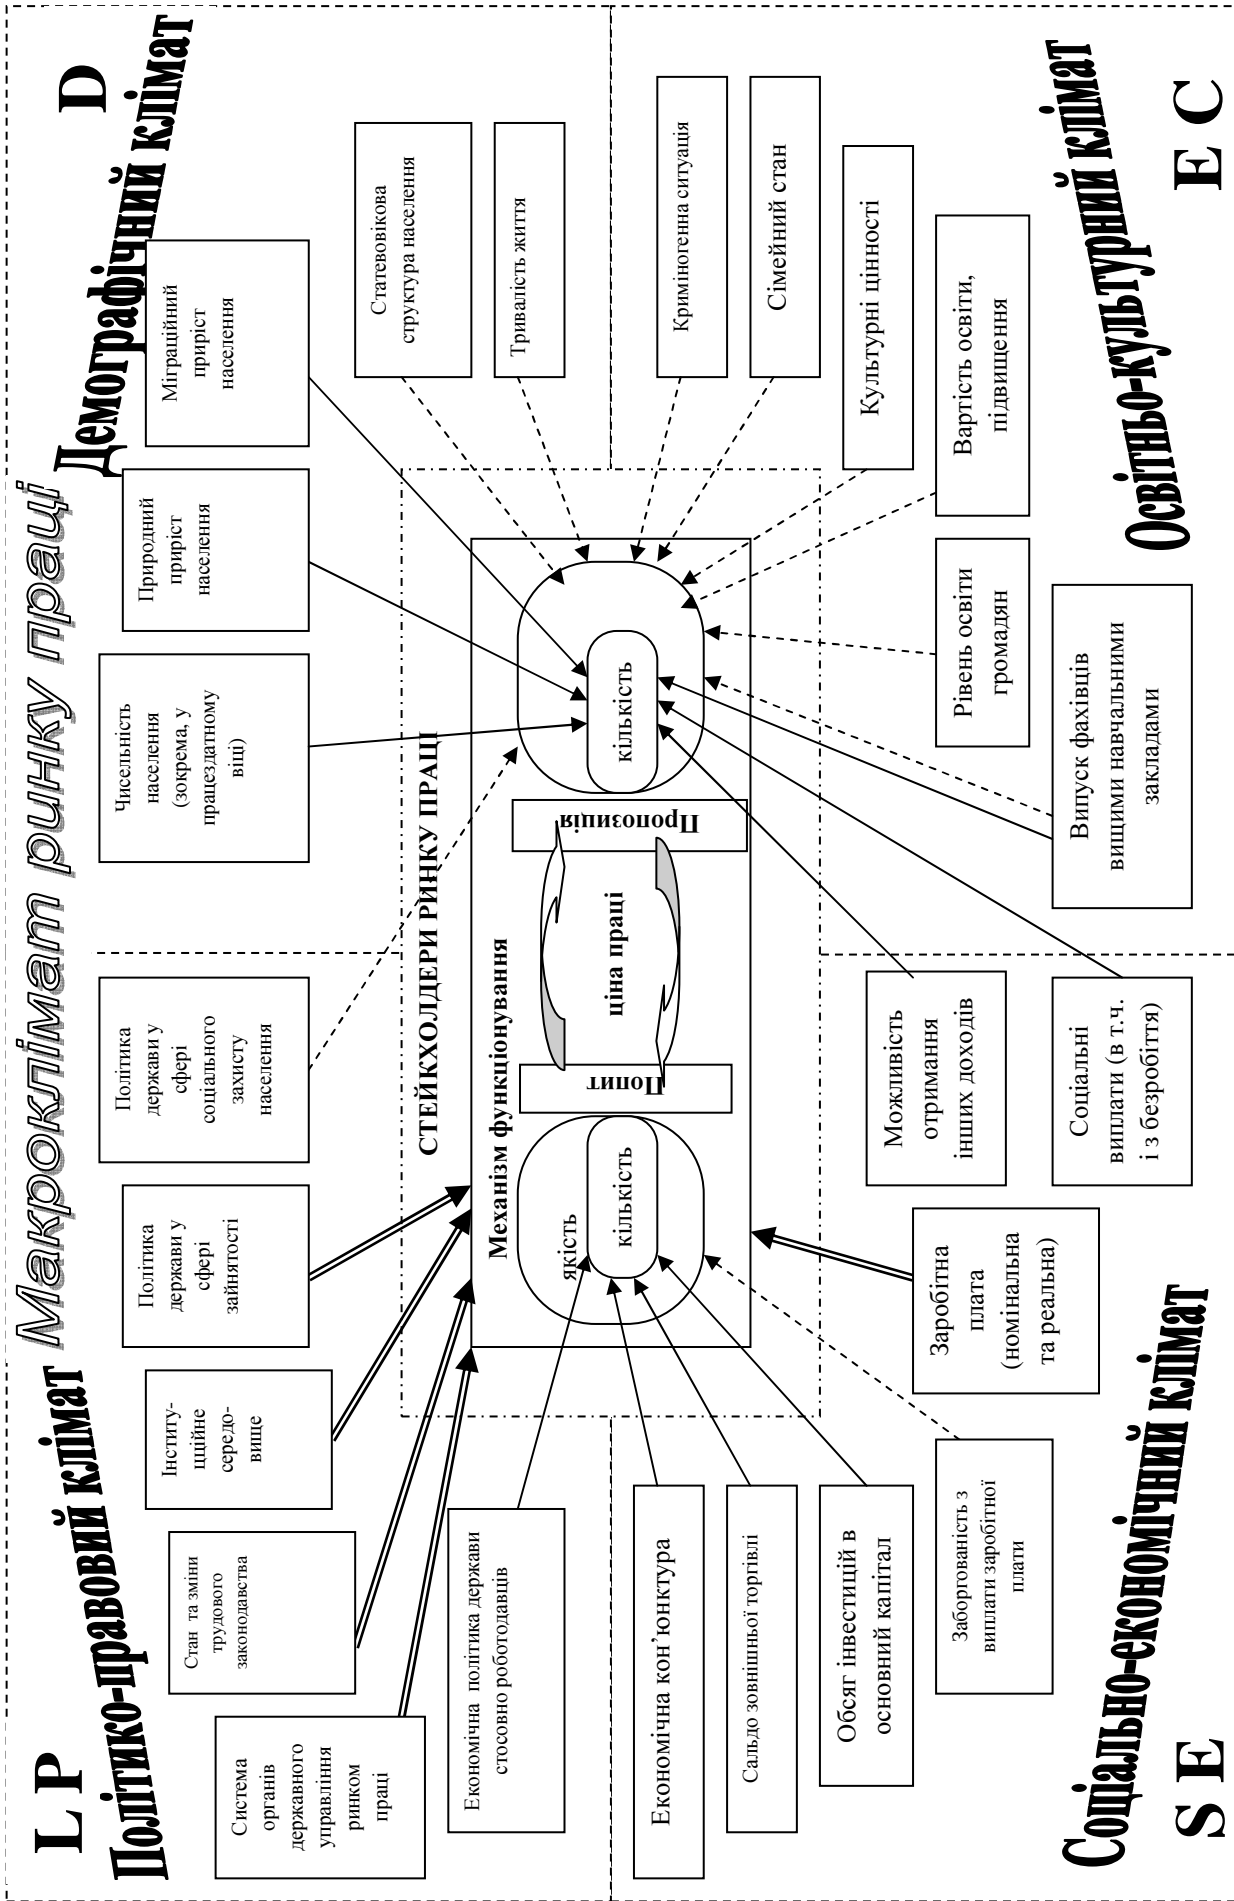 Макроклімат ринку праці
L P
Політико-правовий клімат
Система
органів
державного
управління
ринком
праці
Стан та зміни
трудового
законодавства
Інститу-
ційне
середо-
вище
Політика
держави у
сфері
зайнятості
Політика
держави у
сфері
соціального
захисту
населення
Економічна політика держави
стосовно роботодавців
D
Демографічний клімат
Чисельність
населення
(зокрема, у
працездатному
віці)
Природний
приріст
населення
Міграційний
приріст
населення
Статевовікова
структура населення
Тривалість життя
СТЕЙКХОЛДЕРИ РИНКУ ПРАЦІ
Механізм функціонування
якість
кількість
Попит
ціна праці
Пропозиція
кількість
Економічна кон’юнктура
Сальдо зовнішньої торгівлі
Обсяг інвестицій в
основний капітал
Заборгованість з
виплати заробітної
плати
Заробітна
плата
(номінальна
та реальна)
Можливість
отримання
інших доходів
Соціальні
виплати (в т.ч.
і з безробіття)
Соціально-економічний клімат
S E
Криміногенна ситуація
Сімейний стан
Культурні цінності
Вартість освіти,
підвищення
Рівень освіти
громадян
Випуск фахівців
вищими навчальними
закладами
Освітньо-культурний клімат
E C